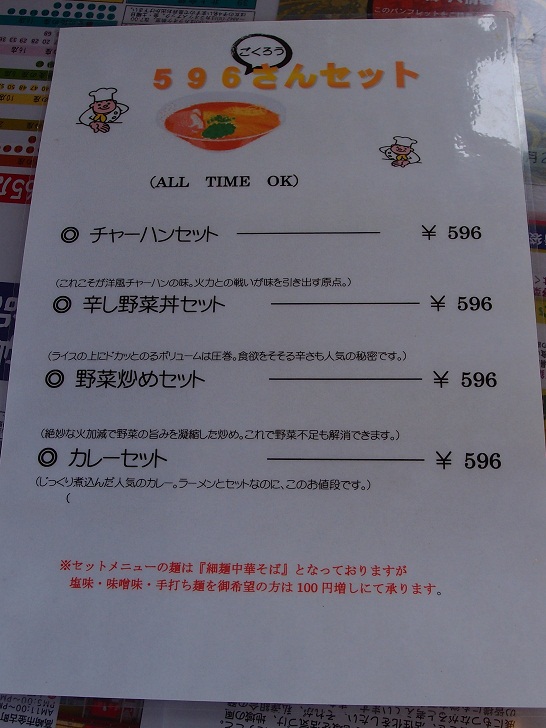 ごくろう
596さんセット
(ALL TIME OK)
◎ チャーハンセット ¥ 596
(これこそが洋風チャーハンの味。火力との戦いが味を引き出す原点。)
◎ 辛し野菜丼セット ¥ 596
(ライスの上にドカッとのるボリュームは圧巻。食欲をそそる辛さも人気の秘密です。)
◎ 野菜炒めセット ¥ 596
(絶妙な火加減で野菜の旨みを凝縮した炒め。これで野菜不足も解消できます。)
◎ カレーセット ¥ 596
(じっくり煮込んだ人気のカレー。ラーメンとセットなのに、このお値段です。)
(
※セットメニューの麺は『細麺中華そば』となっておりますが
塩味・味噌味・手打ち麺を御希望の方は100円増しにて承ります。